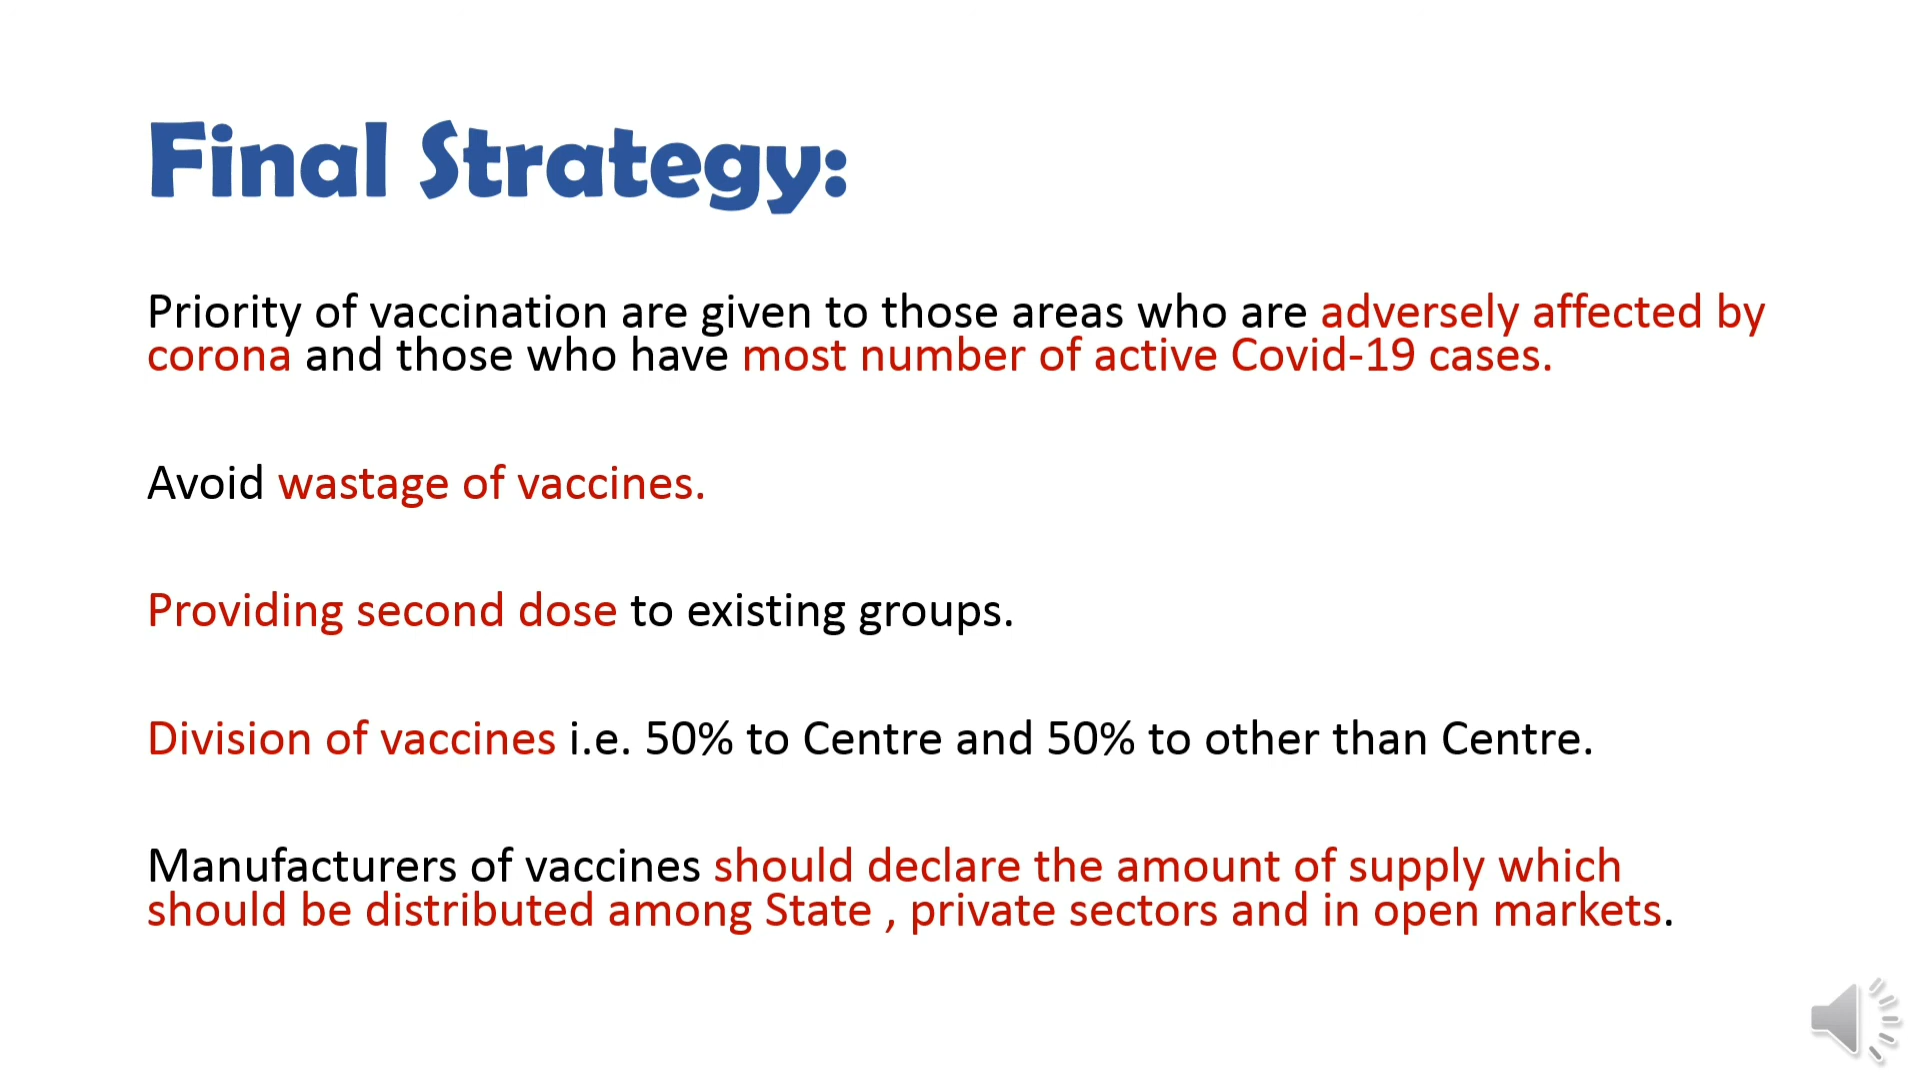 Final Strategy:
Priority of vaccination are given to those areas who are adversely affected by
corona and those who have most number of active Covid-19 cases.
Avoid wastage of vaccines.
Providing second dose to existing groups.
Division of vaccines i.e. 50% to Centre and 50% to other than Centre.
Manufacturers of vaccines should declare the amount of supply which
should be distributed among State , private sectors and in open markets.